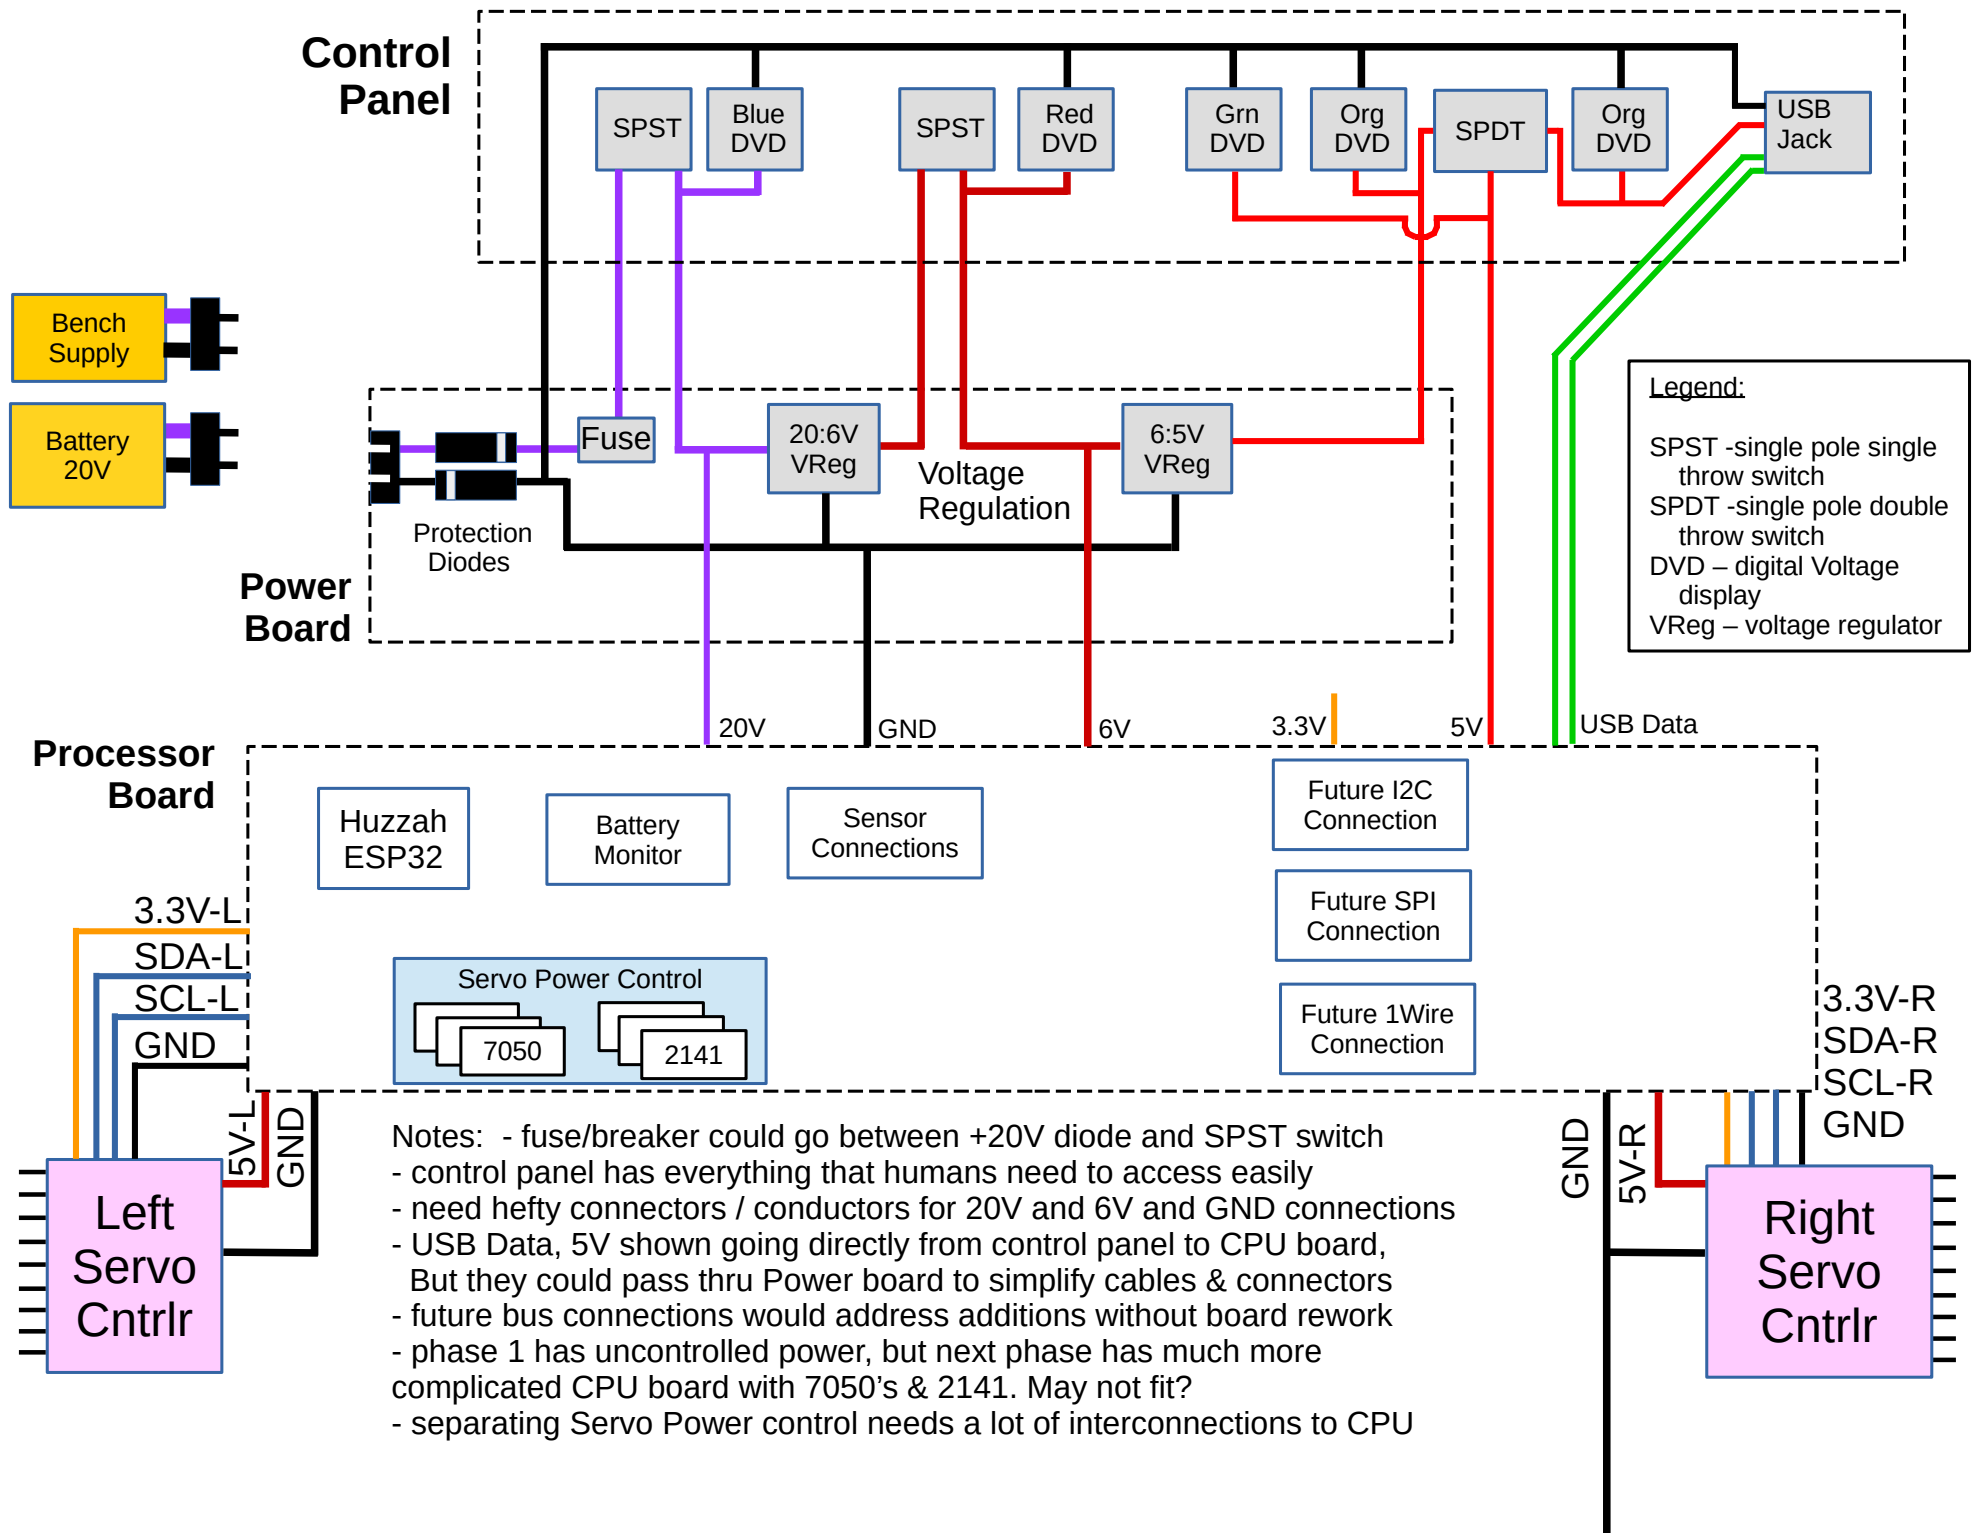 Control
Panel
SPST
Blue
DVD
SPST
Red
DVD
Grn
DVD
Org
DVD
SPDT
Org
DVD
USB
Jack
Bench
Supply
Battery
20V
Fuse
20:6V
VReg
Voltage
Regulation
6:5V
VReg
Protection
Diodes
Power
Board
Legend:
SPST -single pole single
throw switch
SPDT -single pole double
throw switch
DVD – digital Voltage
display
VReg – voltage regulator
20V
GND
6V
3.3V
5V
USB Data
Processor
Board
Huzzah
ESP32
Battery
Monitor
Sensor
Connections
Future I2C
Connection
Future SPI
Connection
Future 1Wire
Connection
Servo Power Control
7050
2141
3.3V-L
SDA-L
SCL-L
GND
5V-L
GND
3.3V-R
SDA-R
SCL-R
GND
GND
5V-R
Left
Servo
Cntrlr
Right
Servo
Cntrlr
Notes:  - fuse/breaker could go between +20V diode and SPST switch
- control panel has everything that humans need to access easily
- need hefty connectors / conductors for 20V and 6V and GND connections
- USB Data, 5V shown going directly from control panel to CPU board,
But they could pass thru Power board to simplify cables & connectors
- future bus connections would address additions without board rework
- phase 1 has uncontrolled power, but next phase has much more
complicated CPU board with 7050's & 2141. May not fit?
- separating Servo Power control needs a lot of interconnections to CPU